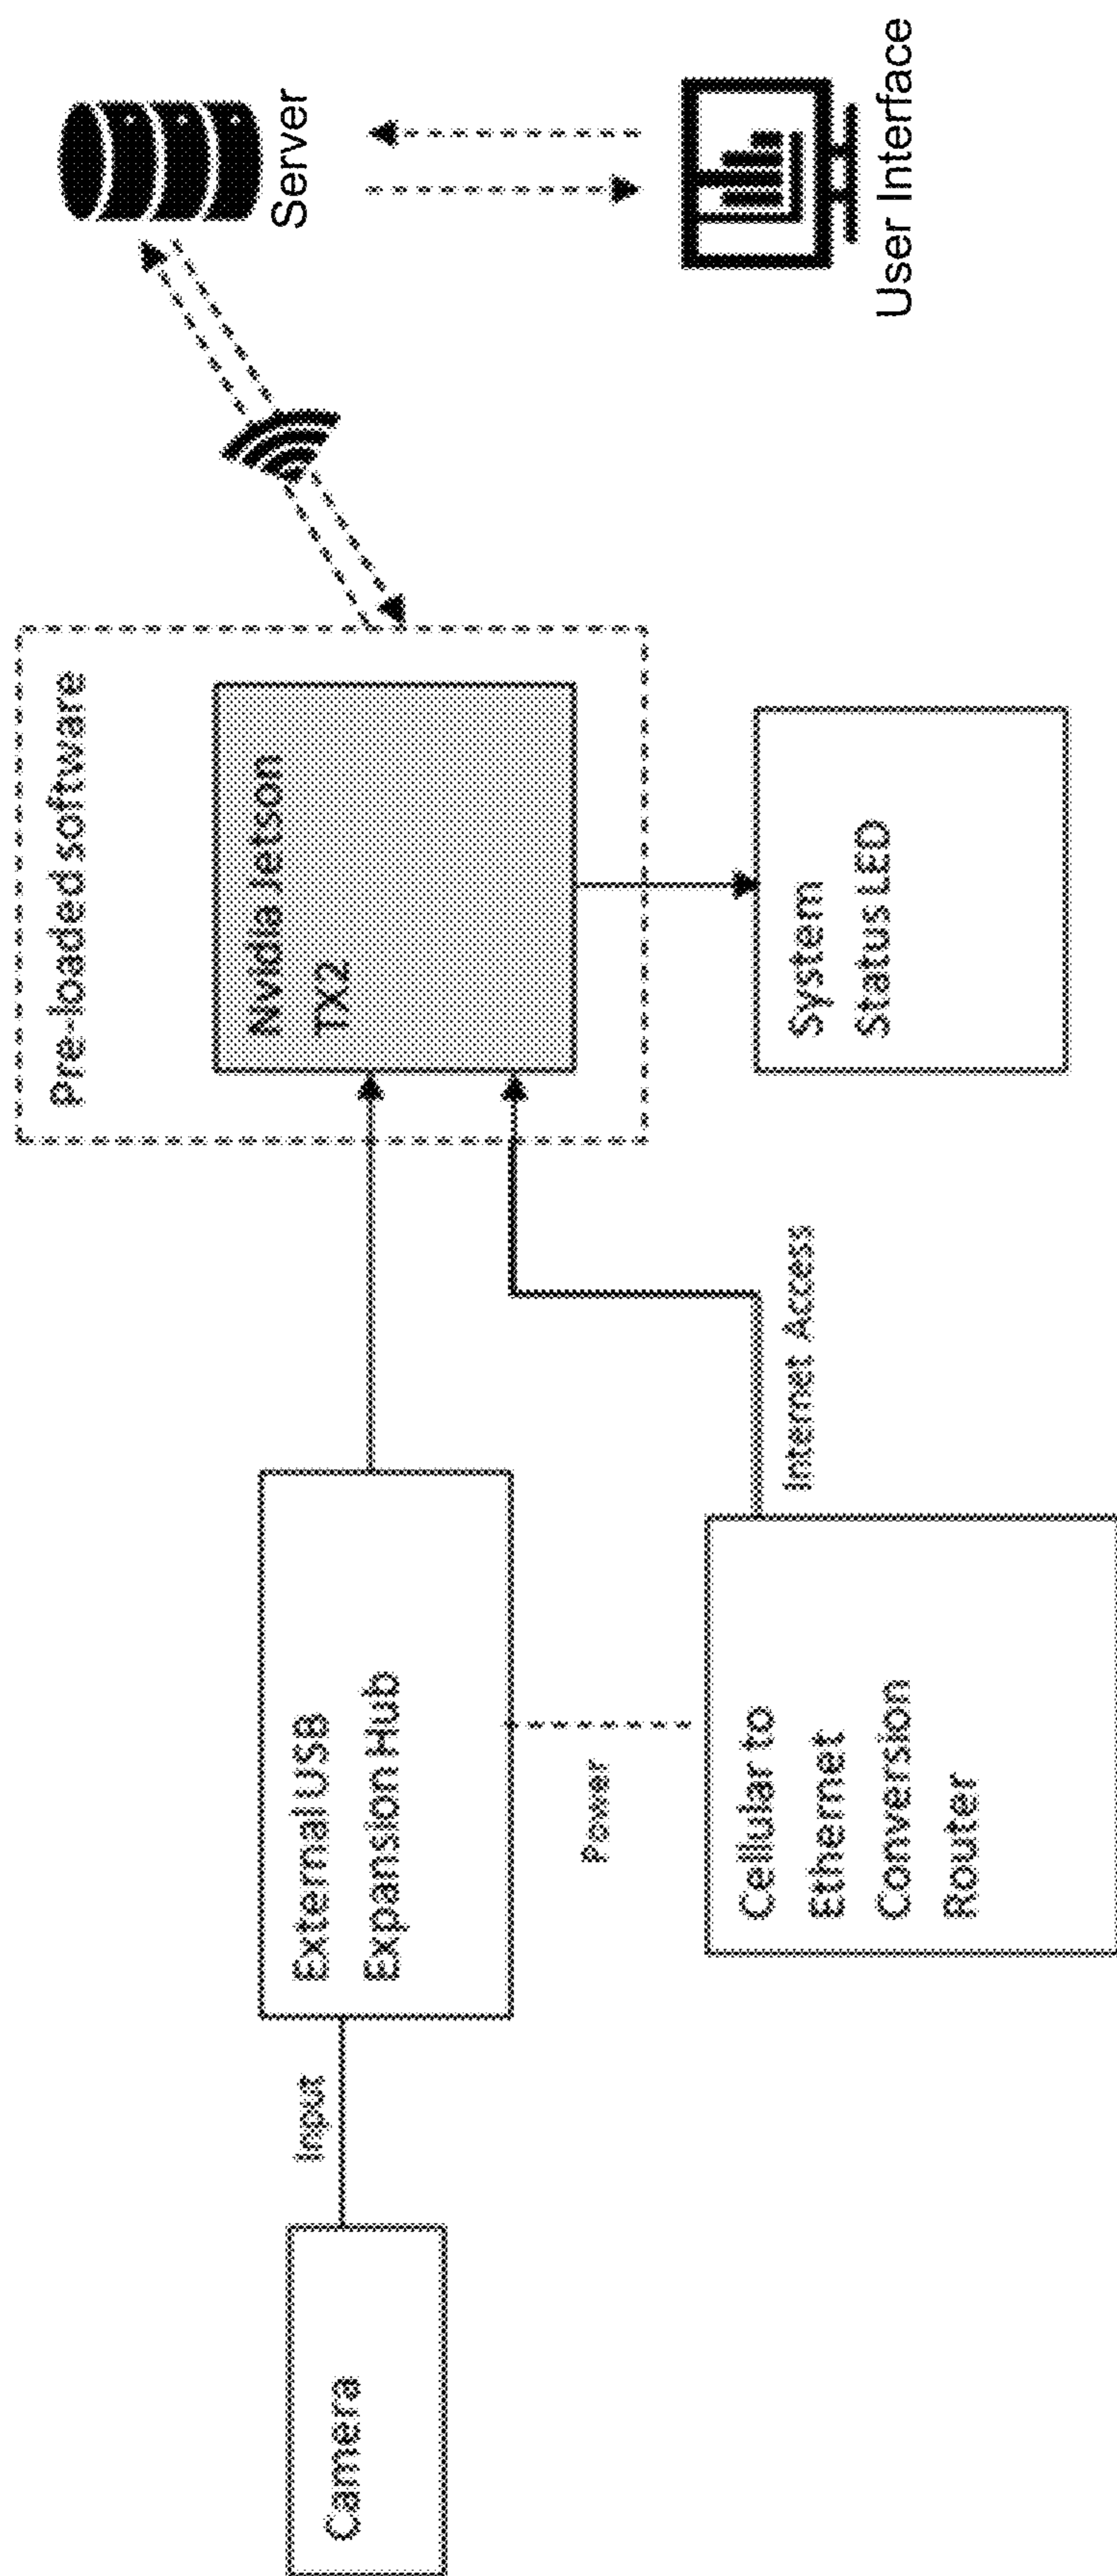 Camera
Input
External USB
Expansion Hub
Power
Cellular to
Ethernet
Conversion
Router
Internet Access
Pre-loaded software
Nvidia Jetson
TX2
System
Status LED
Server
User Interface